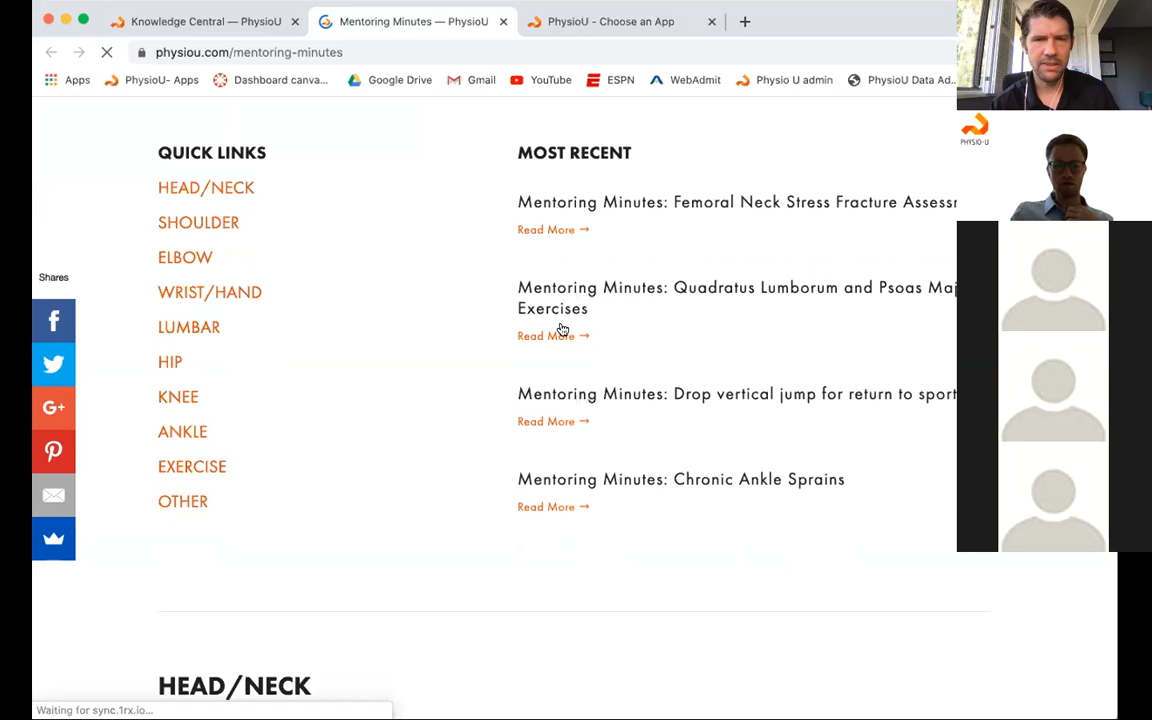 Knowledge Central — PhysioU
Mentoring Minutes — PhysioU
PhysioU - Choose an App
physiou.com/mentoring-minutes
Apps
PhysioU- Apps
Dashboard canva...
Google Drive
Gmail
YouTube
ESPN
WebAdmit
Physio U admin
PhysioU Data Ad...
PHYSIO-U
QUICK LINKS
HEAD/NECK
SHOULDER
ELBOW
WRIST/HAND
LUMBAR
HIP
KNEE
ANKLE
EXERCISE
OTHER
MOST RECENT
Mentoring Minutes: Femoral Neck Stress Fracture Assessm
Read More →
Mentoring Minutes: Quadratus Lumborum and Psoas Maj
Exercises
Read More →
Mentoring Minutes: Drop vertical jump for return to sport
Read More →
Mentoring Minutes: Chronic Ankle Sprains
Read More →
Shares
HEAD/NECK
Waiting for sync.1rx.io...